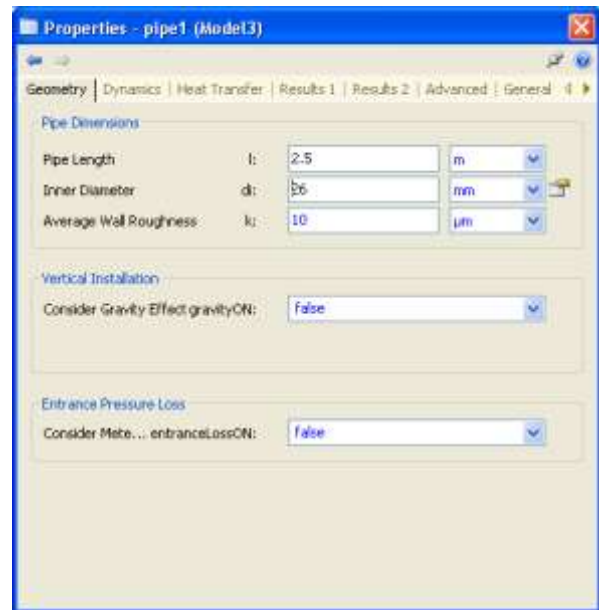 Properties - pipe1 (Model3)
Geometry | Dynamics | Heat Transfer | Results 1 | Results 2 | Advanced | General
Pipe Dimensions
Pipe Length l: 2.5 m
Inner Diameter di: 26 mm
Average Wall Roughness k: 10 µm
Vertical Installation
Consider Gravity Effect gravityON: false
Entrance Pressure Loss
Consider Mete... entranceLossON: false